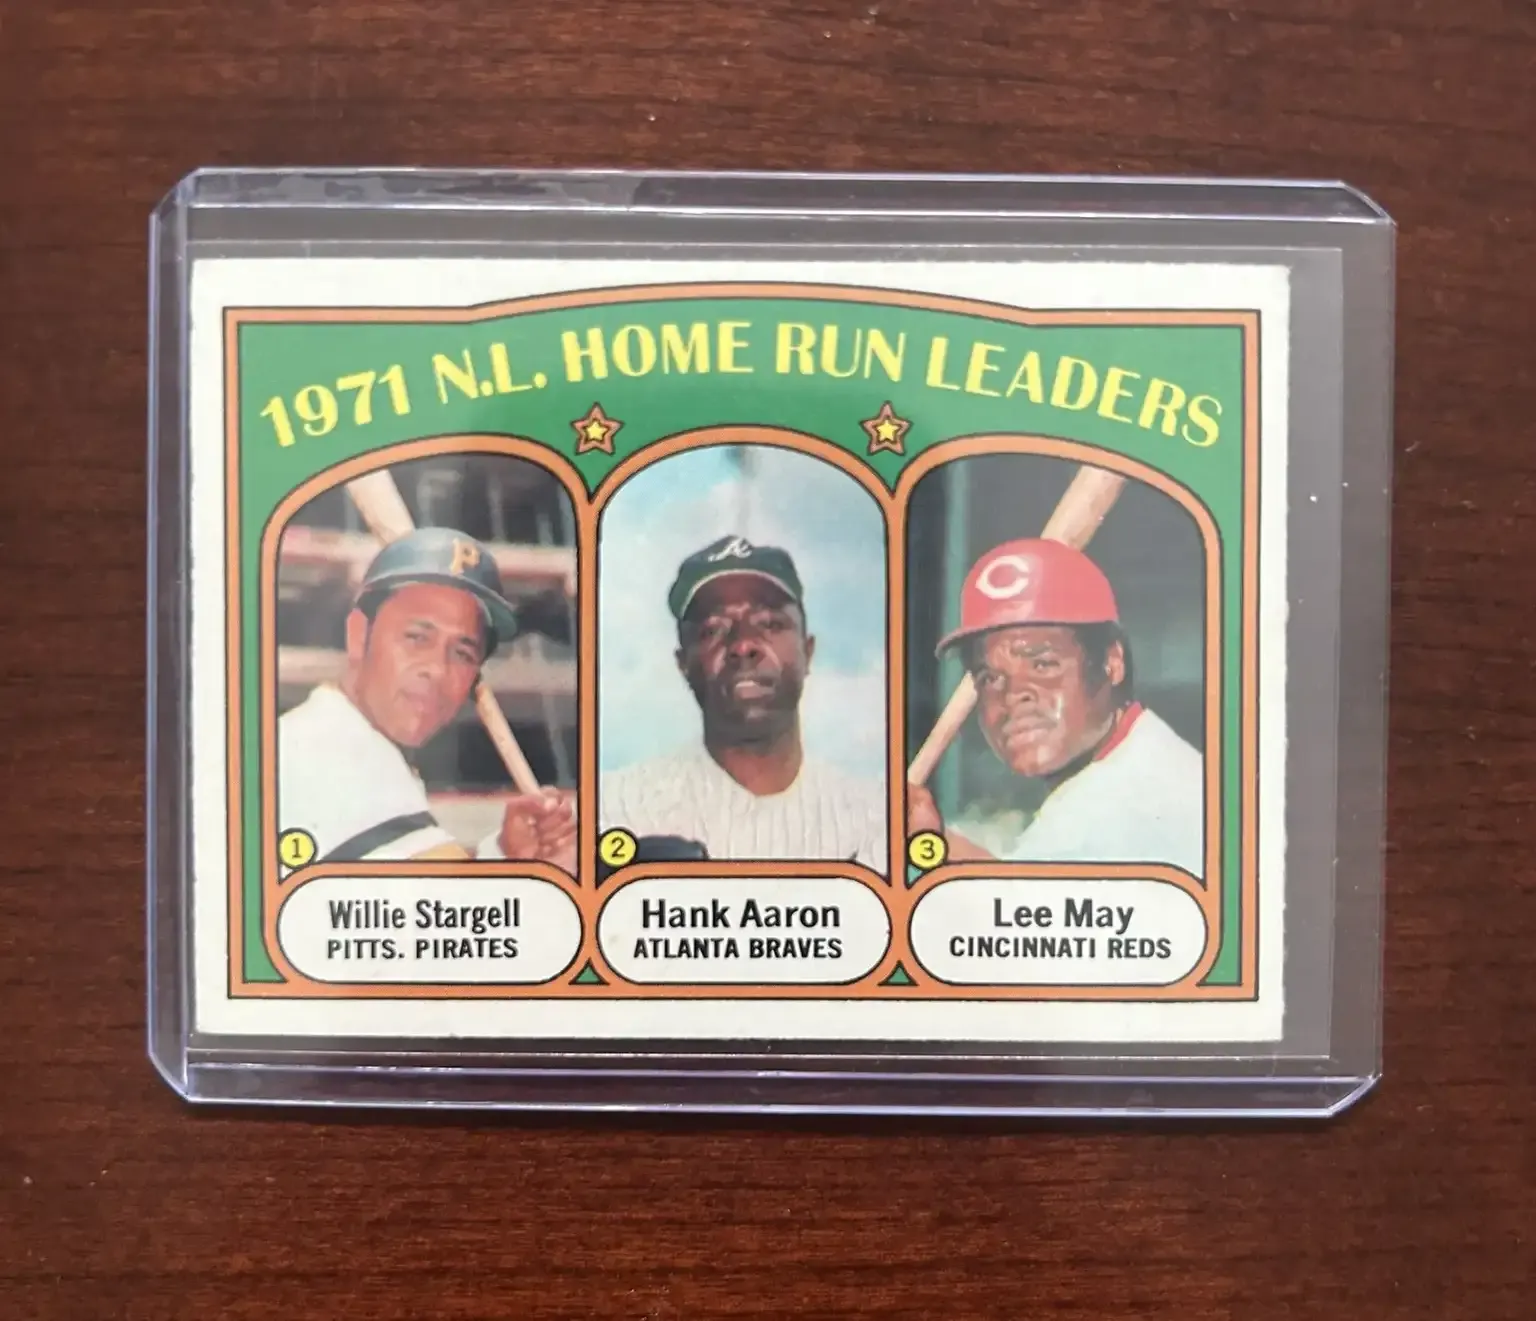 1971 N.L. HOME RUN LEADERS
P
A
C
1
2
3
Willie Stargell
PITTS. PIRATES
Hank Aaron
ATLANTA BRAVES
Lee May
CINCINNATI REDS